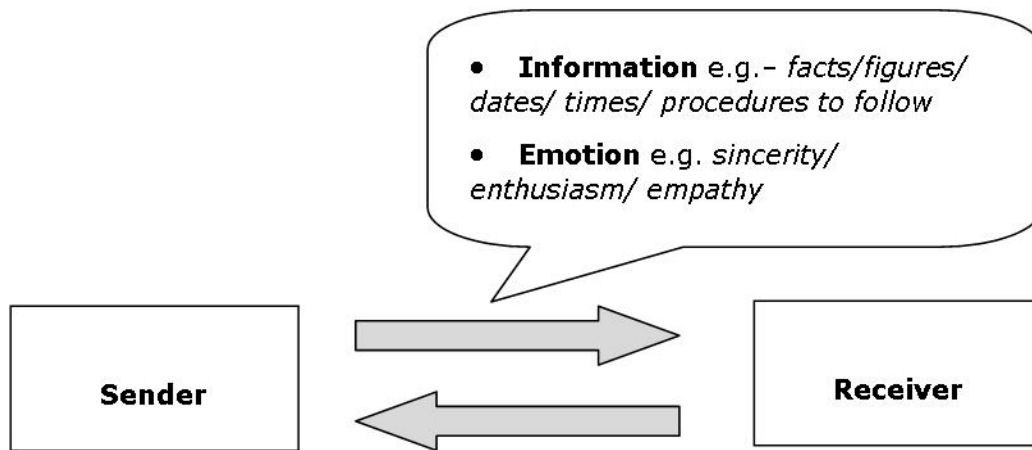 • Information e.g.– facts/figures/
dates/ times/ procedures to follow
• Emotion e.g. sincerity/
enthusiasm/ empathy
Sender
Receiver